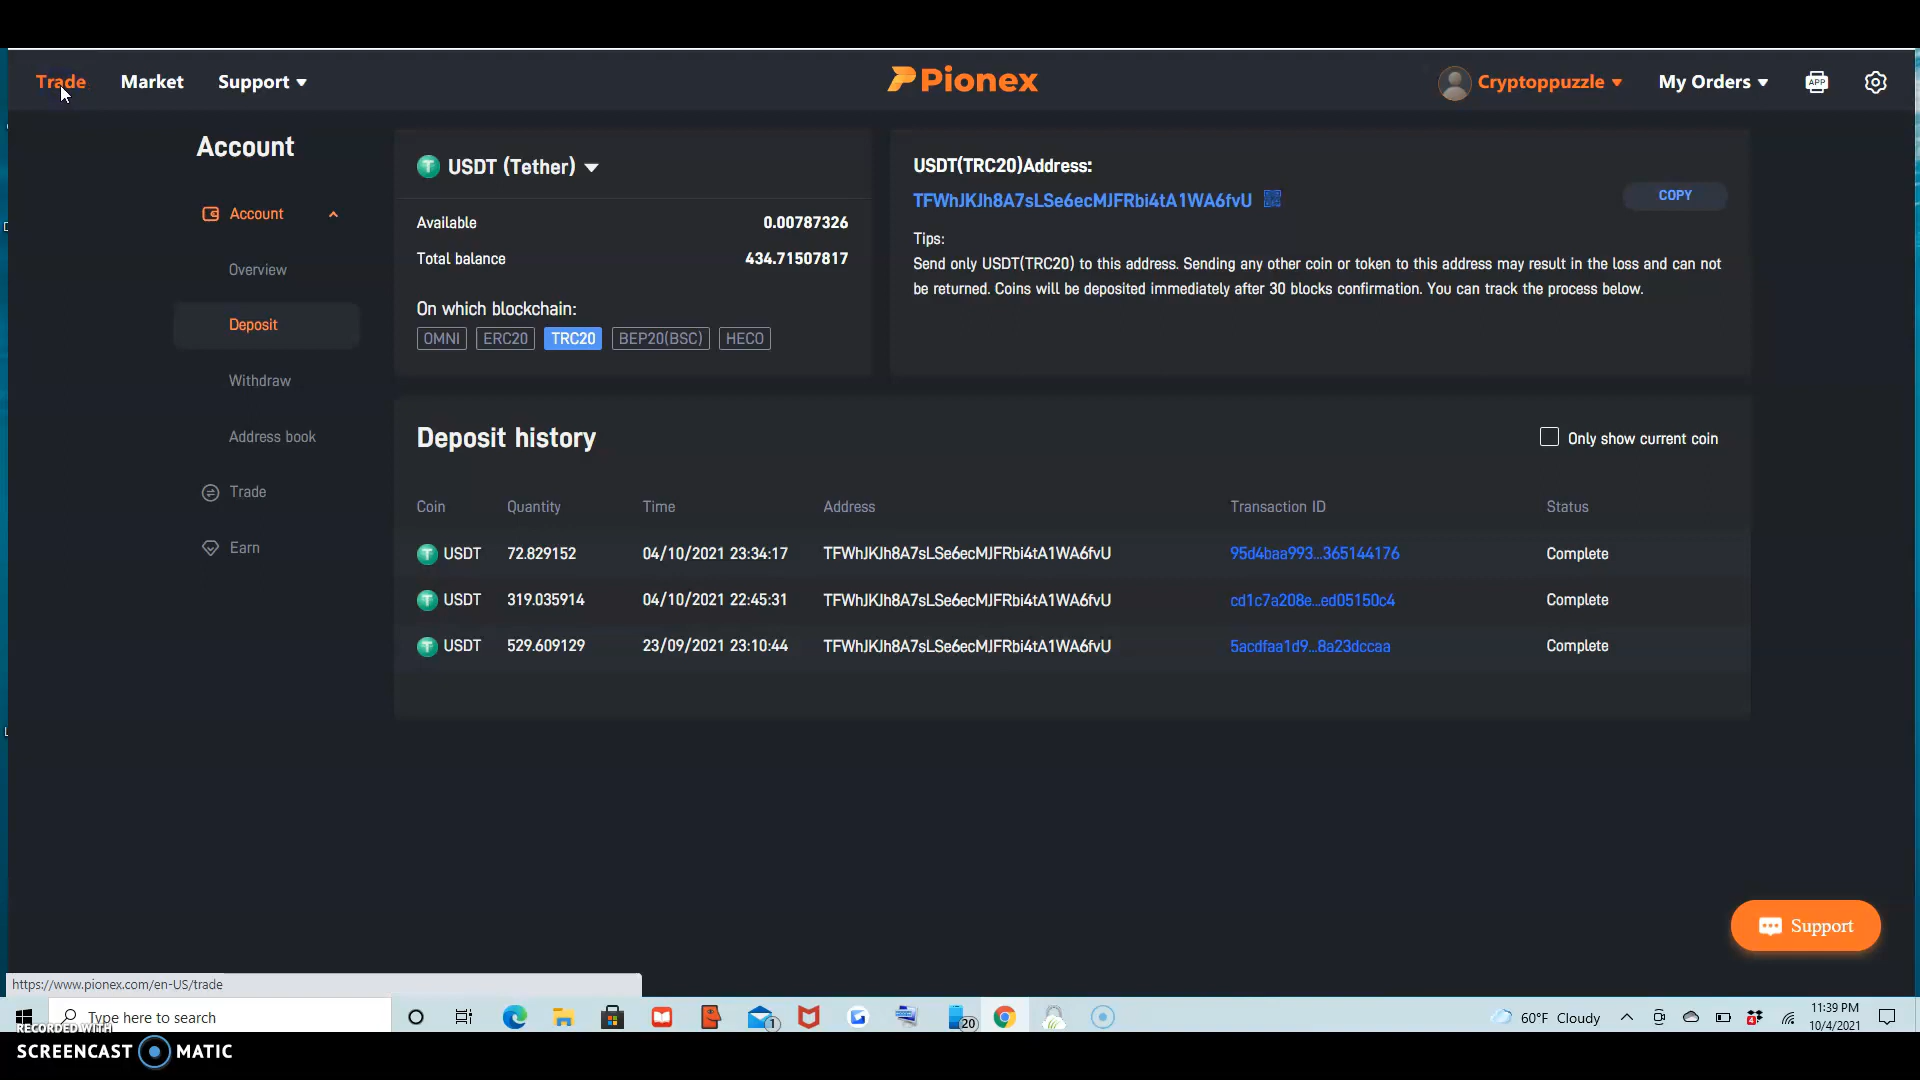 Trade Market Support Pionex Cryptopuzzle My Orders APP
Account
Account
Overview
Deposit
Withdraw
Address book
Trade
Earn
USDT (Tether)
Available 0.00787326
Total balance 434.71507817
On which blockchain:
OMNI ERC20 TRC20 BEP20(BSC) HECO
USDT(TRC20)Address:
TFWhJKJh8A7sLSe6ecMJFRbi4tA1WA6fvU
COPY
Tips:
Send only USDT(TRC20) to this address. Sending any other coin or token to this address may result in the loss and can not
be returned. Coins will be deposited immediately after 30 blocks confirmation. You can track the process below.
Deposit history
Only show current coin
Coin Quantity Time Address Transaction ID Status
USDT 72.829152 04/10/2021 23:34:17 TFWhJKJh8A7sLSe6ecMJFRbi4tA1WA6fvU 95d4baa993...365144176 Complete
USDT 319.035914 04/10/2021 22:45:31 TFWhJKJh8A7sLSe6ecMJFRbi4tA1WA6fvU cd1c7a208e...ed05150c4 Complete
USDT 529.609129 23/09/2021 23:10:44 TFWhJKJh8A7sLSe6ecMJFRbi4tA1WA6fvU 5acdfaa1d9...8a23dccaa Complete
Support
https://www.pionex.com/en-US/trade
Type here to search
1
20
60°F Cloudy
4
11:39 PM
10/4/2021
RECORDED WITH
SCREENCAST MATIC